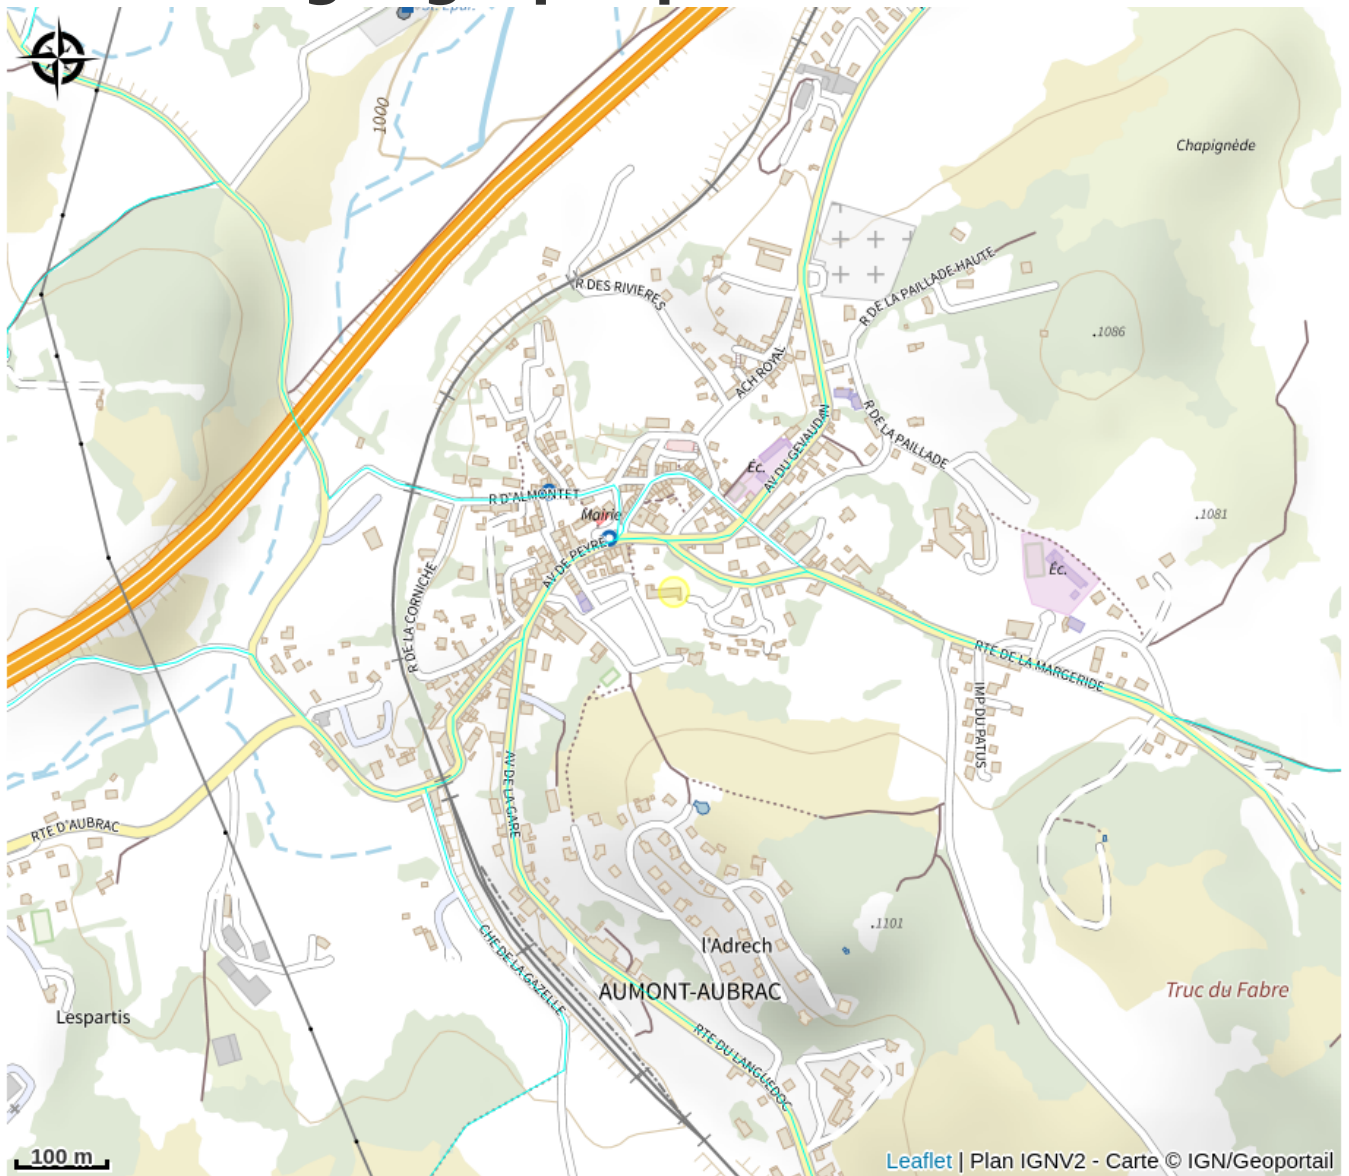 St. Épur.
1000
Chapignède
R DES RIVIERES
R DE LA PAILLADE-HAUTE
.1086
ACH ROYAL
R DE LA PAILLADE
AV DU GEVAUDAN
Éc.
R D'ALMONTET
Mairie
.1081
AV DE PEYRE
Éc.
R DE LA CORNICHE
RTE DE LA MARGERIDE
IMP DU PATUS
AV DE LA GARE
RTE D'AUBRAC
.1101
l'Adrech
CHE DE LA GAZELLE
AUMONT-AUBRAC
Truc du Fabre
Lespartis
RTE DU LANGUEDOC
100 m
Leaflet | Plan IGNV2 - Carte © IGN/Geoportail